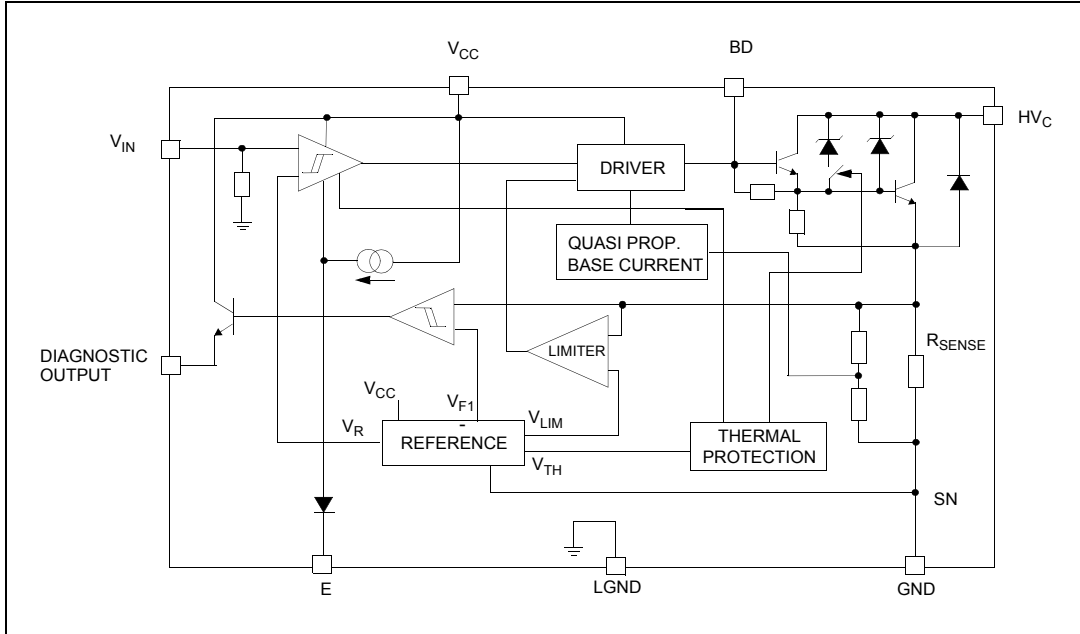 V_CC
BD
V_IN
HV_C
DRIVER
QUASI PROP.
BASE CURRENT
R_SENSE
LIMITER
DIAGNOSTIC
OUTPUT
V_CC
V_F1
V_LIM
V_R
-
REFERENCE
V_TH
THERMAL
PROTECTION
SN
E
LGND
GND